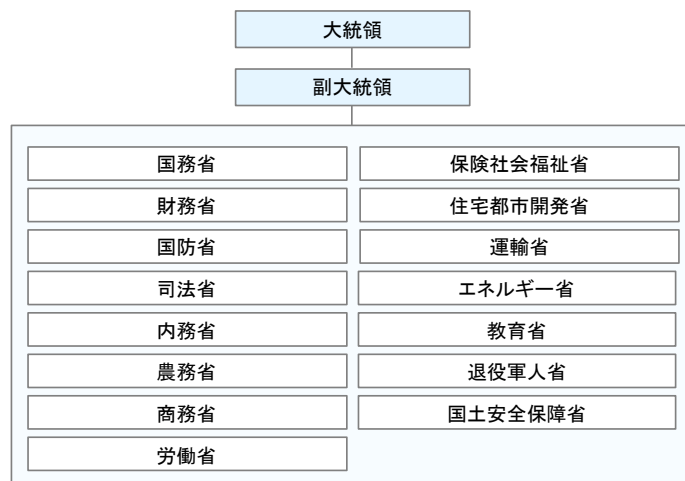 大統領
副大統領
国務省
財務省
国防省
司法省
内務省
農務省
商務省
労働省
保険社会福祉省
住宅都市開発省
運輸省
エネルギー省
教育省
退役軍人省
国土安全保障省